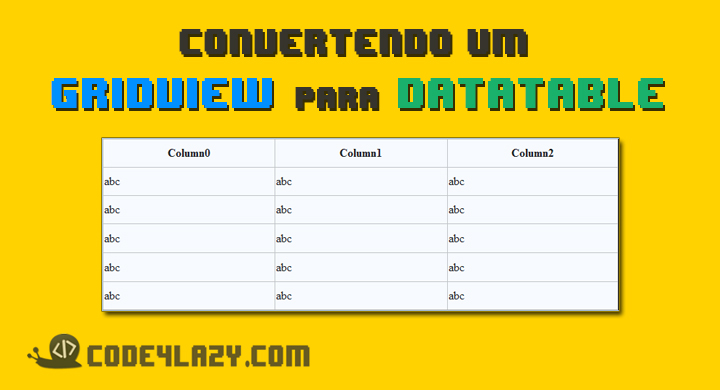 CONVERTENDO UM
GRIDVIEW PARA DATATABLE
Column0 Column1 Column2
abc abc abc
abc abc abc
abc abc abc
abc abc abc
abc abc abc
</> CODE4LAZY.COM